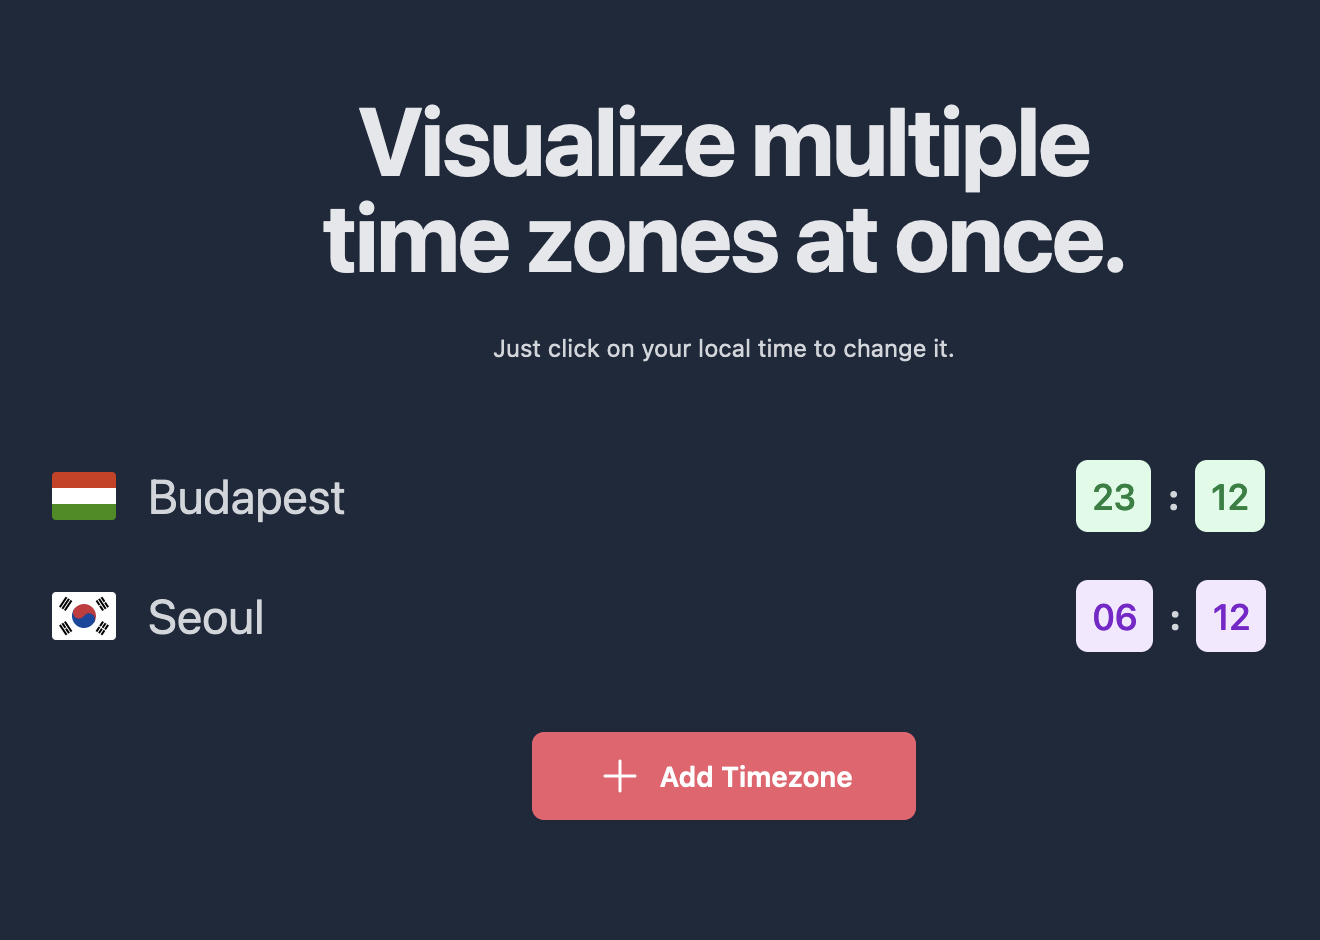 Visualize multiple
time zones at once.
Just click on your local time to change it.
Budapest 23 : 12
Seoul 06 : 12
Add Timezone